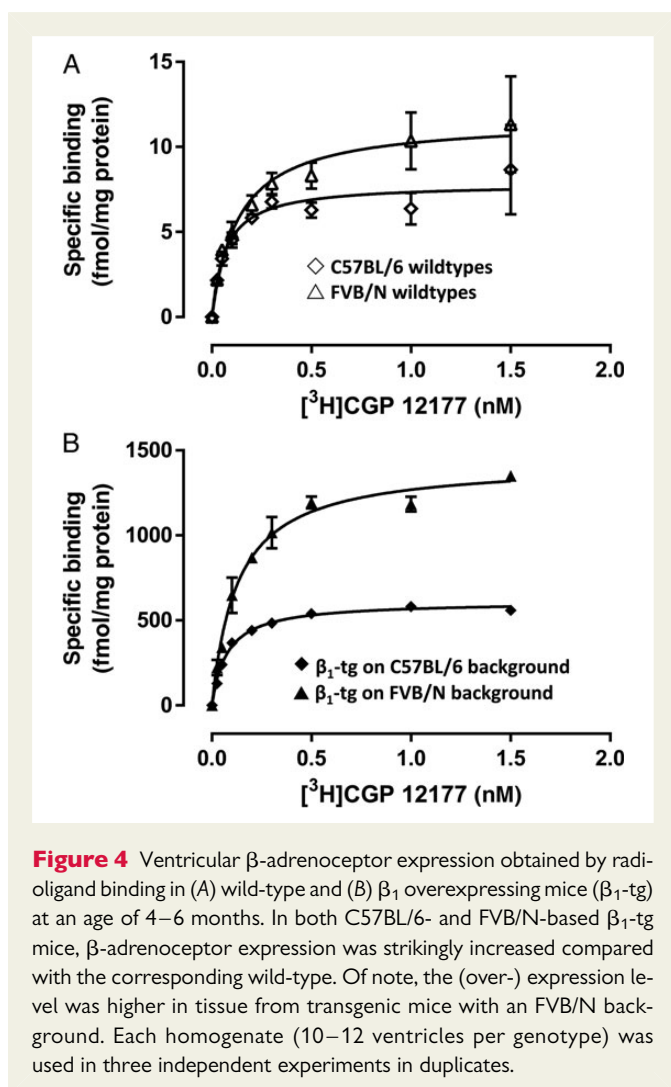 A
15
10
5
0
Specific binding
(fmol/mg protein)
◇ C57BL/6 wildtypes
△ FVB/N wildtypes
0.0 0.5 1.0 1.5 2.0
[³H]CGP 12177 (nM)
B
1500
1000
500
0
Specific binding
(fmol/mg protein)
◆ β₁-tg on C57BL/6 background
▲ β₁-tg on FVB/N background
0.0 0.5 1.0 1.5 2.0
[³H]CGP 12177 (nM)
Figure 4 Ventricular β-adrenoceptor expression obtained by radi-
oligand binding in (A) wild-type and (B) β₁ overexpressing mice (β₁-tg)
at an age of 4–6 months. In both C57BL/6- and FVB/N-based β₁-tg
mice, β-adrenoceptor expression was strikingly increased compared
with the corresponding wild-type. Of note, the (over-) expression le-
vel was higher in tissue from transgenic mice with an FVB/N back-
ground. Each homogenate (10–12 ventricles per genotype) was
used in three independent experiments in duplicates.